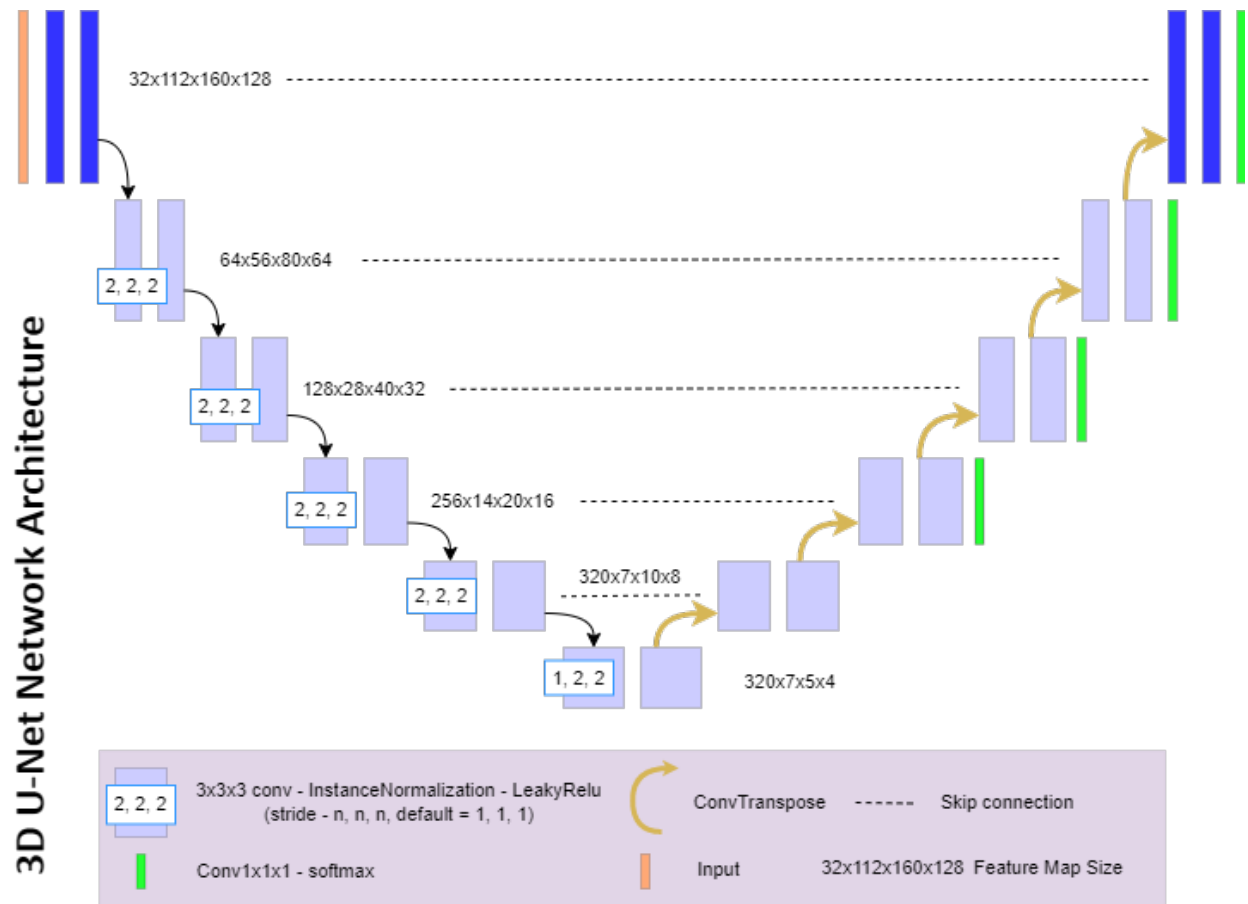 3D U-Net Network Architecture
32x112x160x128
2, 2, 2
64x56x80x64
2, 2, 2
128x28x40x32
2, 2, 2
256x14x20x16
2, 2, 2
320x7x10x8
1, 2, 2
320x7x5x4
2, 2, 2
3x3x3 conv - InstanceNormalization - LeakyRelu
(stride - n, n, n, default = 1, 1, 1)
ConvTranspose
Skip connection
Conv1x1x1 - softmax
Input
32x112x160x128 Feature Map Size